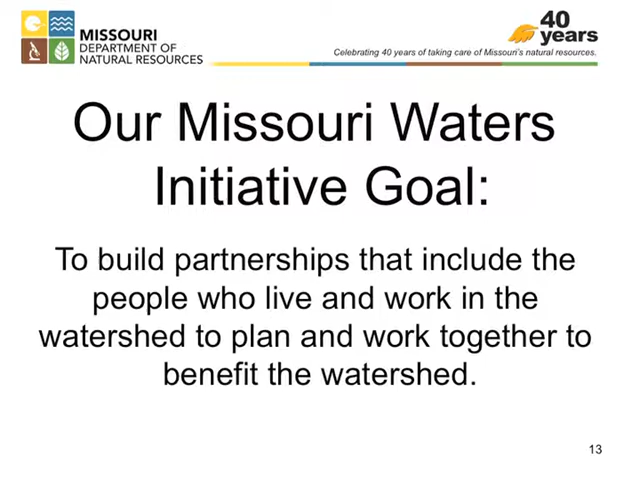 MISSOURI
DEPARTMENT OF
NATURAL RESOURCES
40
years
Celebrating 40 years of taking care of Missouri's natural resources.
Our Missouri Waters
Initiative Goal:
To build partnerships that include the
people who live and work in the
watershed to plan and work together to
benefit the watershed.
13